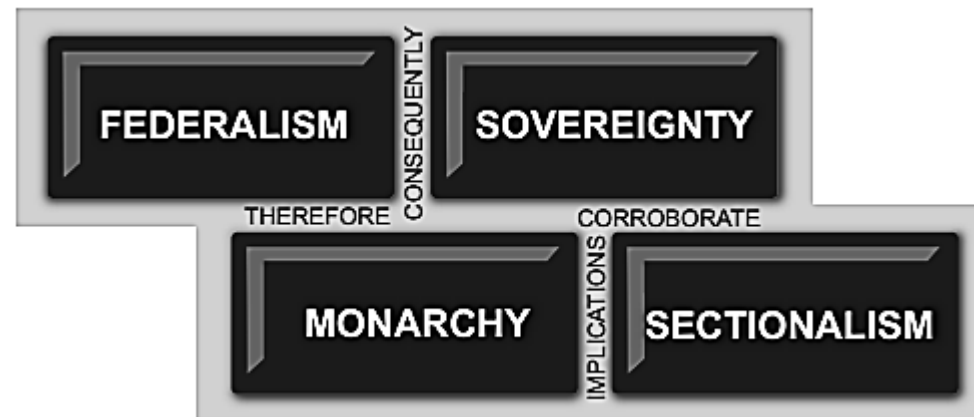 FEDERALISM
CONSEQUENTLY
SOVEREIGNTY
THEREFORE
CORROBORATE
MONARCHY
IMPLICATIONS
SECTIONALISM